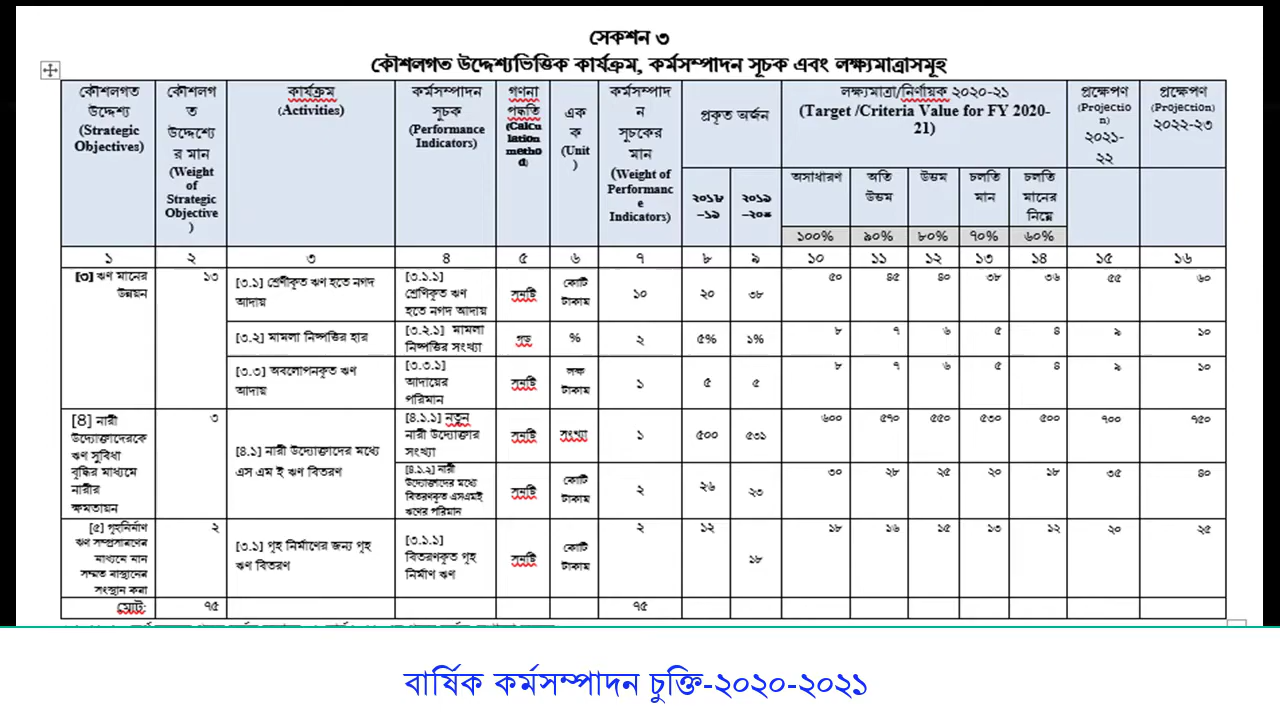 সেকশন ৩
কৌশলগত উদ্দেশ্যভিত্তিক কার্যক্রম, কর্মসম্পাদন সূচক এবং লক্ষ্যমাত্রাসমূহ
কৌশলগত উদ্দেশ্য (Strategic Objectives) কৌশলগত উদ্দেশ্যের মান (Weight of Strategic Objective) কার্যক্রম (Activities) কর্মসম্পাদন সূচক (Performance Indicators) গণনা পদ্ধতি (Calculation method) একক (Unit) কর্মসম্পাদন সূচকের মান (Weight of Performance Indicators) প্রকৃত অর্জন লক্ষ্যমাত্রা/নির্ণায়ক ২০২০-২১ (Target /Criteria Value for FY 2020-21) প্রক্ষেপণ (Projection) ২০২১-২২ প্রক্ষেপণ (Projection) ২০২২-২৩
২০১৮-১৯ ২০১৯-২০* অসাধারণ অতি উত্তম উত্তম চলতি মান চলতি মানের নিম্নে
১০০% ৯০% ৮০% ৭০% ৬০%
১ ২ ৩ ৪ ৫ ৬ ৭ ৮ ৯ ১০ ১১ ১২ ১৩ ১৪ ১৫ ১৬
[৩] ঋণ মানের উন্নয়ন ১৩ [৩.১] শ্রেণীকৃত ঋণ হতে নগদ আদায় [৩.১.১] শ্রেণিকৃত ঋণ হতে নগদ আদায় সমষ্টি কোটি টাকায় ১০ ২০ ৩৮ ৫০ ৪৫ ৪০ ৩৮ ৩৬ ৫৫ ৬০
[৩.২] মামলা নিষ্পত্তির হার [৩.২.১] মামলা নিষ্পত্তির সংখ্যা গড় % ২ ৫% ১% ৮ ৭ ৬ ৫ ৪ ৯ ১০
[৩.৩] অবলোপনকৃত ঋণ আদায় [৩.৩.১] আদায়ের পরিমান সমষ্টি লক্ষ টাকায় ১ ৫ ৫ ৮ ৭ ৬ ৫ ৪ ৯ ১০
[4] নারী উদ্যোক্তাদেরকে ঋণ সুবিধা বৃদ্ধির মাধ্যমে নারীর ক্ষমতায়ন ৩ [৪.১] নারী উদ্যোক্তাদের মধ্যে এস এম ই ঋণ বিতরণ [৪.১.১] নতুন নারী উদ্যোক্তার সংখ্যা সমষ্টি সংখ্যা ১ ৫০০ ৫৩১ ৬০০ ৫৭০ ৫৫০ ৫৩০ ৫০০ ৭০০ ৭৫০
[৪.১.২] নারী উদ্যোক্তাদের মধ্যে বিতরণকৃত এসএমই ঋণের পরিমান সমষ্টি কোটি টাকায় ২ ২৬ ২৩ ৩০ ২৮ ২৫ ২০ ১৮ ৩৫ ৪০
[৫] গৃহনির্মাণ ঋণ সম্প্রসারণের মাধ্যমে মান সম্মত বাস্থানের সংস্থান করা ২ [৩.১] গৃহ নির্মাণের জন্য গৃহ ঋণ বিতরণ [৩.১.১] বিতরণকৃত গৃহ নির্মাণ ঋণ সমষ্টি কোটি টাকায় ২ ১২ ১৮ ১৮ ১৬ ১৫ ১৩ ১২ ২০ ২৫
মোট: ৭৫ ৭৫
বার্ষিক কর্মসম্পাদন চুক্তি-২০২০-২০২১